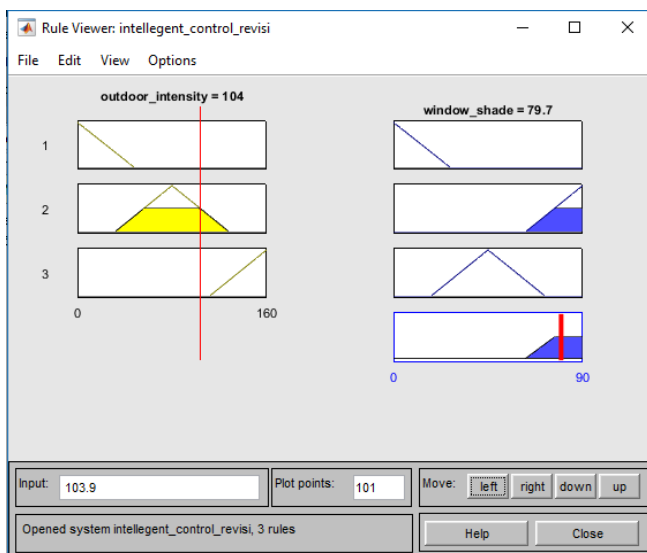 Rule Viewer: intellegent_control_revisi
File Edit View Options
outdoor_intensity = 104
window_shade = 79.7
1
2
3
0 160
0 90
Input: 103.9 Plot points: 101 Move: left right down up
Opened system intellegent_control_revisi, 3 rules Help Close